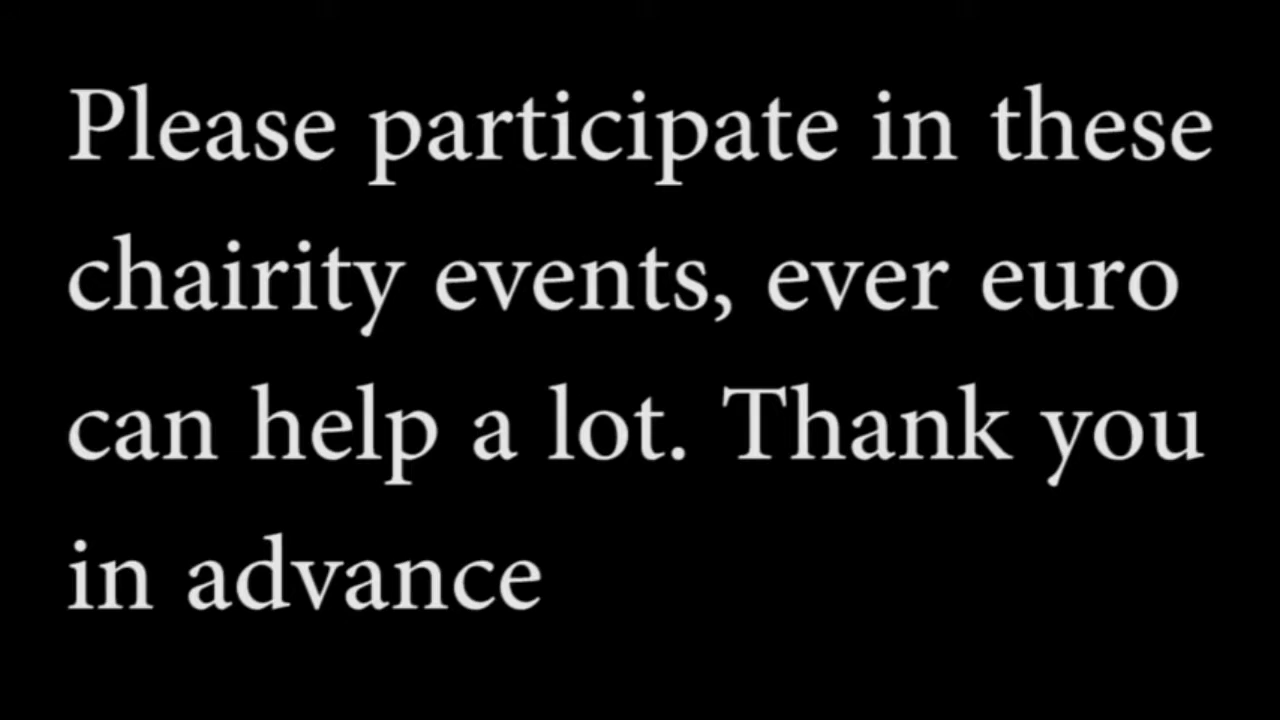 Please participate in these
chairity events, ever euro
can help a lot. Thank you
in advance